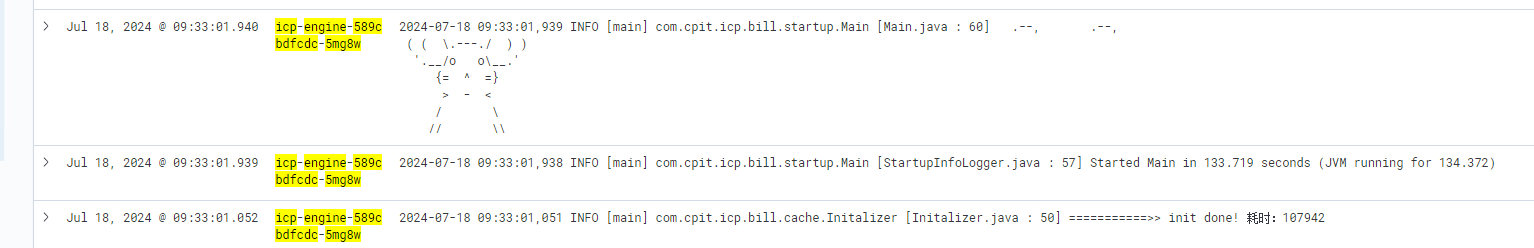 Jul 18, 2024 @ 09:33:01.940 icp-engine-589c 2024-07-18 09:33:01,939 INFO [main] com.cpit.icp.bill.startup.Main [Main.java : 60]   .--,       .--,
bdfcdc-5mg8w ( (  \.---./  ) )
'.__/o   o\__.'
{=  ^  =}
>  -  <
/       \
//       \\
Jul 18, 2024 @ 09:33:01.939 icp-engine-589c 2024-07-18 09:33:01,938 INFO [main] com.cpit.icp.bill.startup.Main [StartupInfoLogger.java : 57] Started Main in 133.719 seconds (JVM running for 134.372)
bdfcdc-5mg8w
Jul 18, 2024 @ 09:33:01.052 icp-engine-589c 2024-07-18 09:33:01,051 INFO [main] com.cpit.icp.bill.cache.Initalizer [Initalizer.java : 50] ===========>> init done! 耗时：107942
bdfcdc-5mg8w